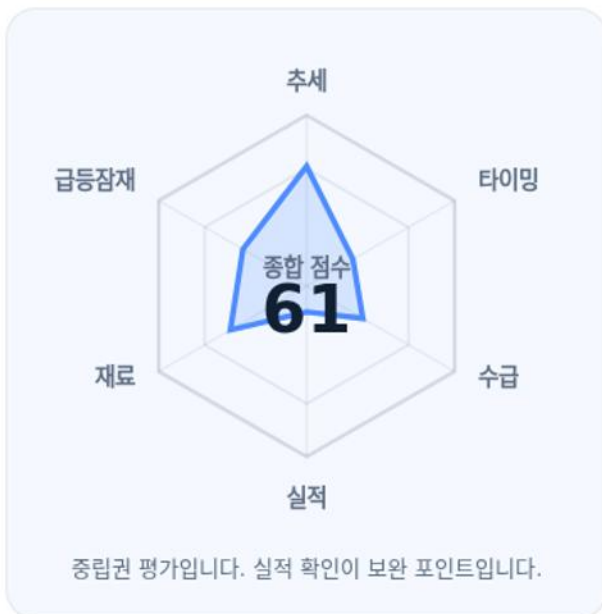 추세
급등잠재
타이밍
종합 점수
61
재료
수급
실적
중립권 평가입니다. 실적 확인이 보완 포인트입니다.